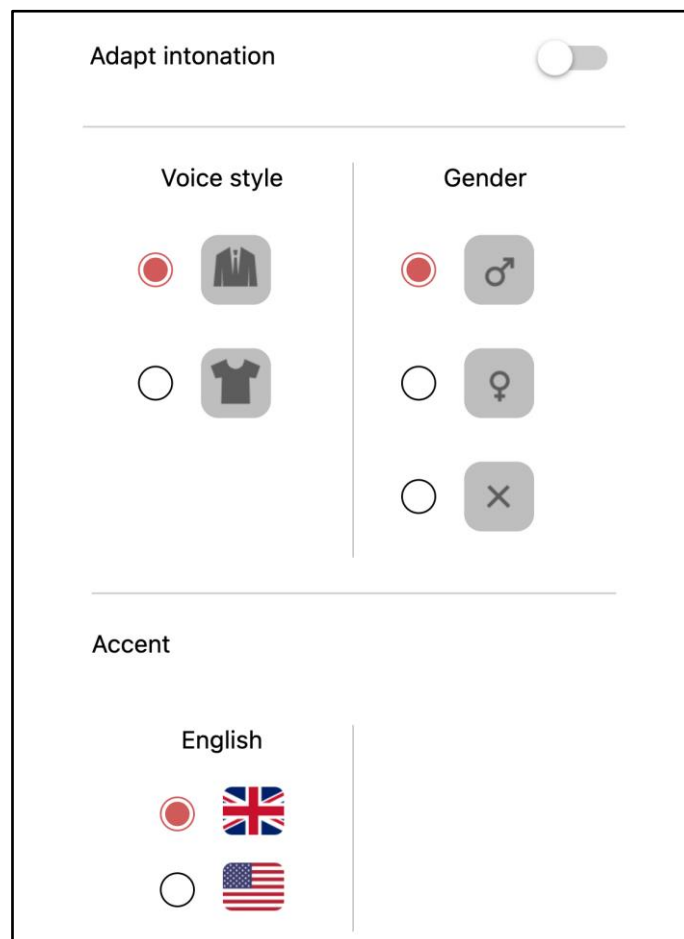 Adapt intonation
Voice style
Gender
Accent
English